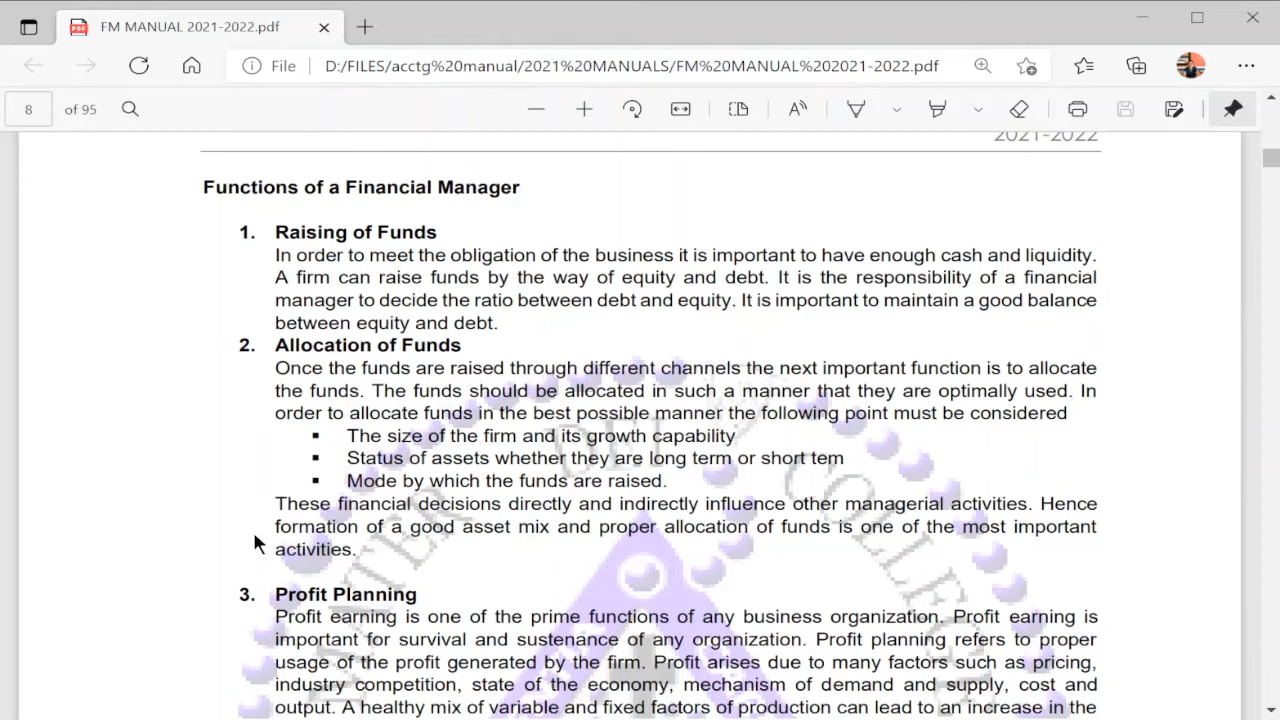 FM MANUAL 2021-2022.pdf
File D:/FILES/acctg%20manual/2021%20MANUALS/FM%20MANUAL%202021-2022.pdf
8 of 95
2021-2022
Functions of a Financial Manager
1. Raising of Funds
In order to meet the obligation of the business it is important to have enough cash and liquidity.
A firm can raise funds by the way of equity and debt. It is the responsibility of a financial
manager to decide the ratio between debt and equity. It is important to maintain a good balance
between equity and debt.
2. Allocation of Funds
Once the funds are raised through different channels the next important function is to allocate
the funds. The funds should be allocated in such a manner that they are optimally used. In
order to allocate funds in the best possible manner the following point must be considered
▪ The size of the firm and its growth capability
▪ Status of assets whether they are long term or short tem
▪ Mode by which the funds are raised.
These financial decisions directly and indirectly influence other managerial activities. Hence
formation of a good asset mix and proper allocation of funds is one of the most important
activities.
3. Profit Planning
Profit earning is one of the prime functions of any business organization. Profit earning is
important for survival and sustenance of any organization. Profit planning refers to proper
usage of the profit generated by the firm. Profit arises due to many factors such as pricing,
industry competition, state of the economy, mechanism of demand and supply, cost and
output. A healthy mix of variable and fixed factors of production can lead to an increase in the
MATER DEI COLLEGE